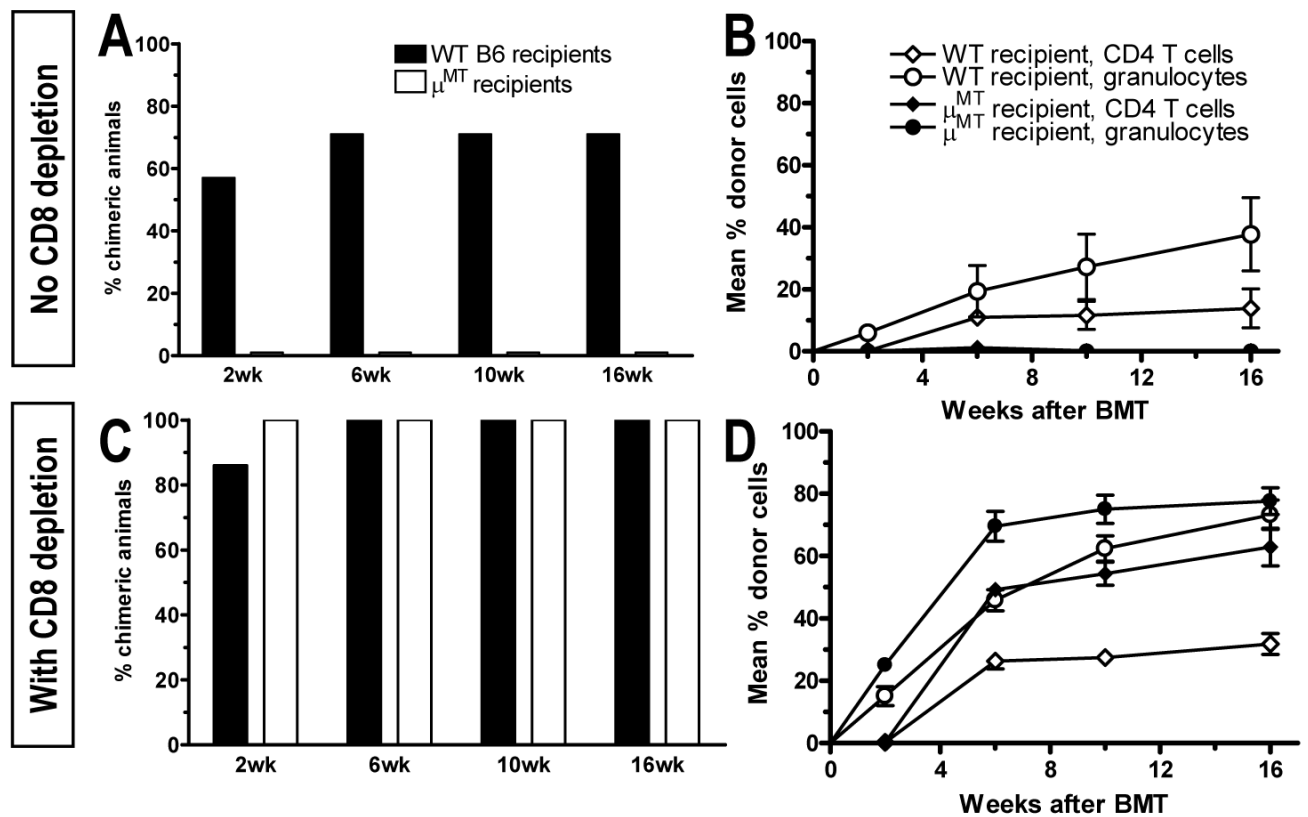 No CD8 depletion
A
100
80
60
40
20
0
% chimeric animals
WT B6 recipients
μMT recipients
2wk 6wk 10wk 16wk
B
100
80
60
40
20
0
Mean % donor cells
WT recipient, CD4 T cells
WT recipient, granulocytes
μMT recipient, CD4 T cells
μMT recipient, granulocytes
0 4 8 12 16
Weeks after BMT
With CD8 depletion
C
100
80
60
40
20
0
% chimeric animals
2wk 6wk 10wk 16wk
D
100
80
60
40
20
0
Mean % donor cells
0 4 8 12 16
Weeks after BMT